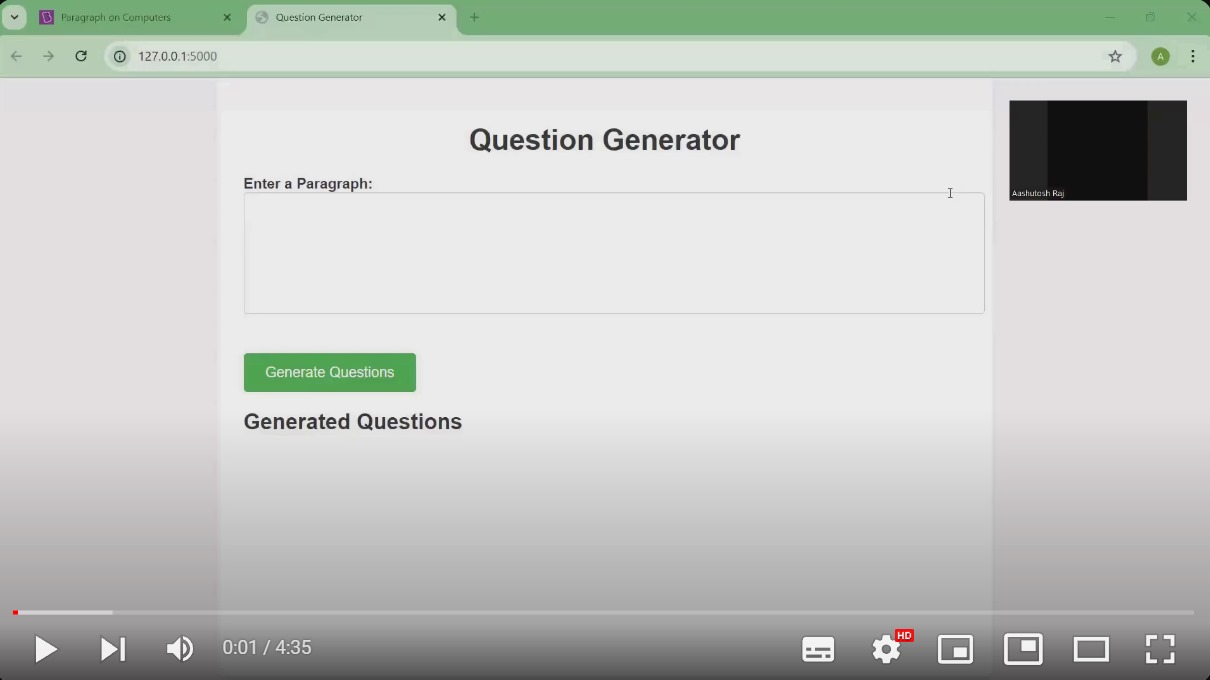 Paragraph on Computers
Question Generator
127.0.0.1:5000
A
Question Generator
Enter a Paragraph:
Aashutosh Raj
Generate Questions
Generated Questions
HD
0:01 / 4:35